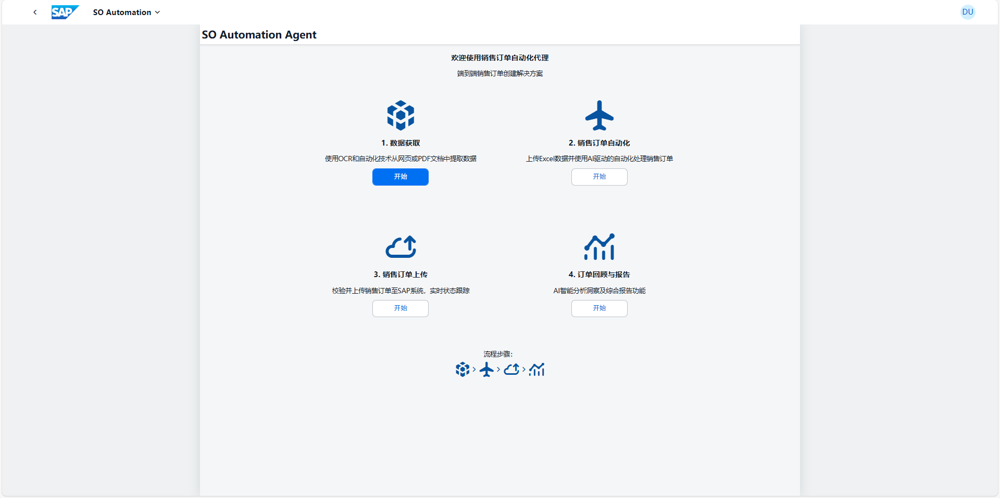 SAP
SO Automation
DU
SO Automation Agent
欢迎使用销售订单自动化代理
端到端销售订单创建解决方案
1. 数据获取
使用OCR和自动化技术从网页或PDF文档中提取数据
开始
2. 销售订单自动化
上传Excel数据并使用AI驱动的自动化处理销售订单
开始
3. 销售订单上传
校验并上传销售订单至SAP系统，实时状态跟踪
开始
4. 订单回顾与报告
AI智能分析洞察及综合报告功能
开始
流程步骤：